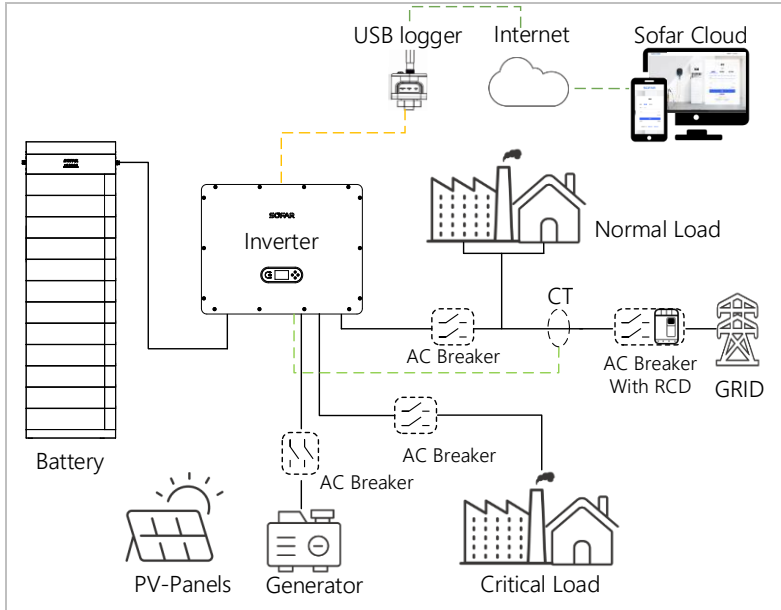 USB logger
Internet
Sofar Cloud
SOFAR
Inverter
Normal Load
CT
AC Breaker
AC Breaker
With RCD
GRID
Battery
AC Breaker
AC Breaker
PV-Panels
Generator
Critical Load